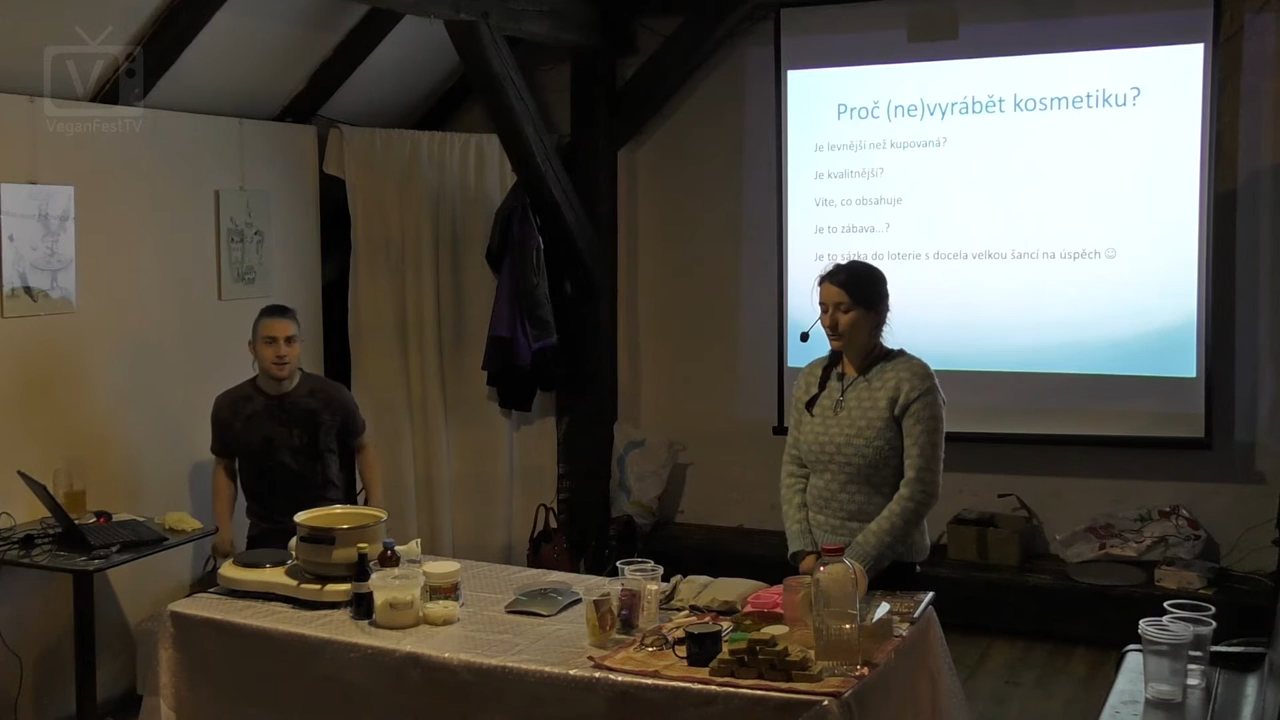 V
VeganFestTV
Proč (ne)vyrábět kosmetiku?
Je levnější než kupovaná?
Je kvalitnější?
Víte, co obsahuje
Je to zábava...?
Je to sázka do loterie s docela velkou šancí na úspěch ☺